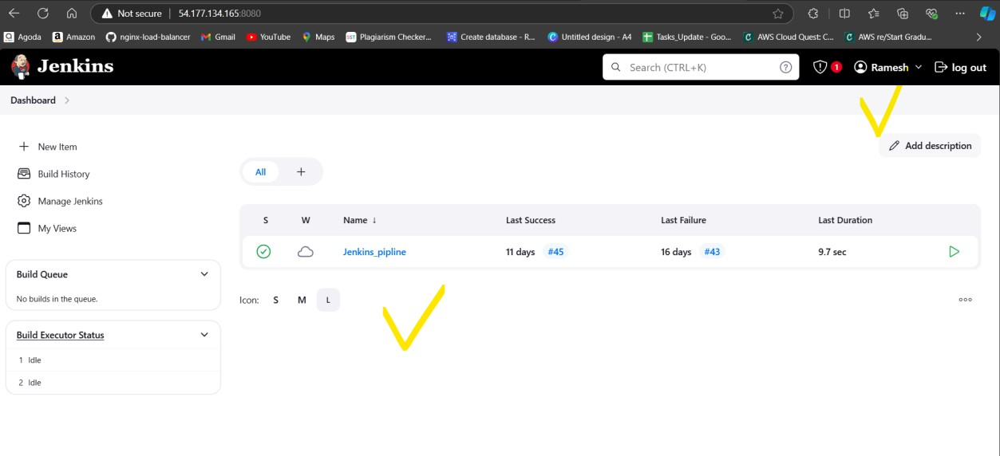 Not secure 54.177.134.165:8080
Agoda Amazon nginx-load-balancer Gmail YouTube Maps SST Plagiarism Checker... Create database - R... Untitled design - A4 Tasks_Update - Goo... AWS Cloud Quest: C... AWS re/Start Gradu...
Jenkins Search (CTRL+K) 1 Ramesh log out
Dashboard
New Item
Build History
Manage Jenkins
My Views
Build Queue
No builds in the queue.
Build Executor Status
1 Idle
2 Idle
Add description
All +
S W Name ↓ Last Success Last Failure Last Duration
Jenkins_pipline 11 days #45 16 days #43 9.7 sec
Icon: S M L